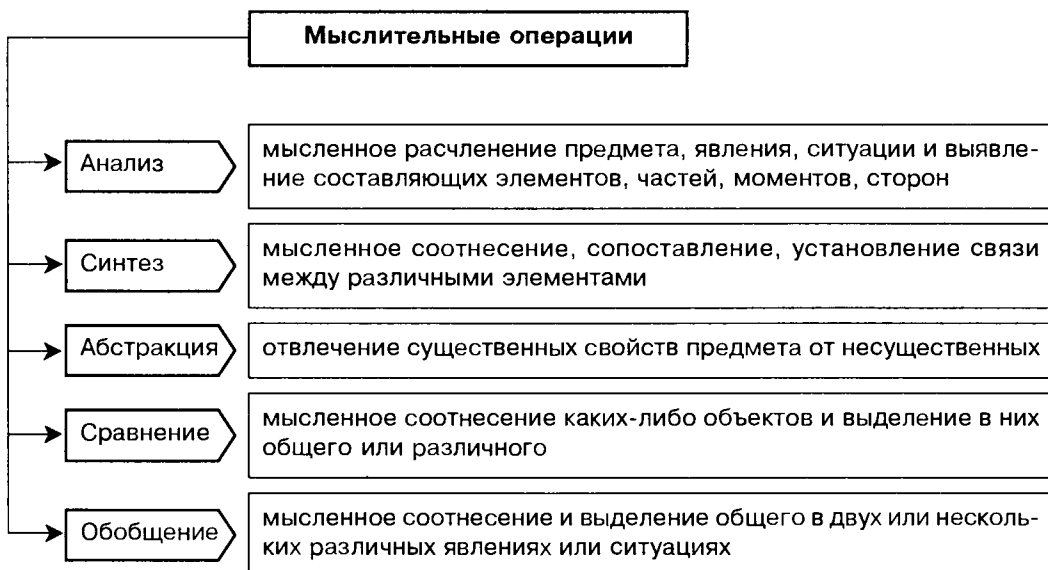 Мыслительные операции
Анализ
мысленное расчленение предмета, явления, ситуации и выявле-
ние составляющих элементов, частей, моментов, сторон
Синтез
мысленное соотнесение, сопоставление, установление связи
между различными элементами
Абстракция
отвлечение существенных свойств предмета от несущественных
Сравнение
мысленное соотнесение каких-либо объектов и выделение в них
общего или различного
Обобщение
мысленное соотнесение и выделение общего в двух или несколь-
ких различных явлениях или ситуациях